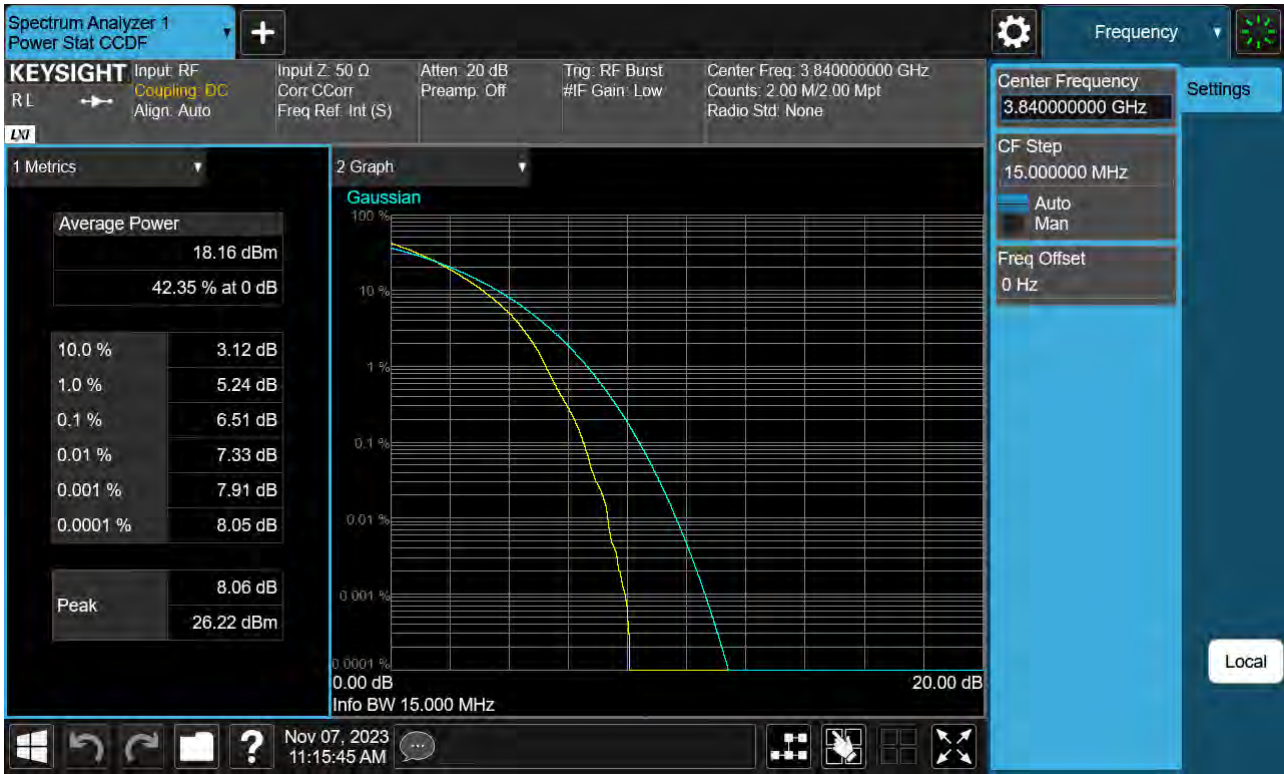 Spectrum Analyzer 1
Power Stat CCDF
+
Frequency
KEYSIGHT
RL
LXI
Input: RF
Coupling: DC
Align: Auto
Input Z: 50 Ω
Corr CCorr
Freq Ref: Int (S)
Atten: 20 dB
Preamp: Off
Trig: RF Burst
#IF Gain: Low
Center Freq: 3.840000000 GHz
Counts: 2.00 M/2.00 Mpt
Radio Std: None
Center Frequency
3.840000000 GHz
Settings
CF Step
15.000000 MHz
Auto
Man
Freq Offset
0 Hz
1 Metrics
Average Power
18.16 dBm
42.35 % at 0 dB
10.0 % 3.12 dB
1.0 % 5.24 dB
0.1 % 6.51 dB
0.01 % 7.33 dB
0.001 % 7.91 dB
0.0001 % 8.05 dB
Peak
8.06 dB
26.22 dBm
2 Graph
Gaussian
100 %
10 %
1 %
0.1 %
0.01 %
0.001 %
0.0001 %
0.00 dB
20.00 dB
Info BW 15.000 MHz
Local
?
Nov 07, 2023
11:15:45 AM